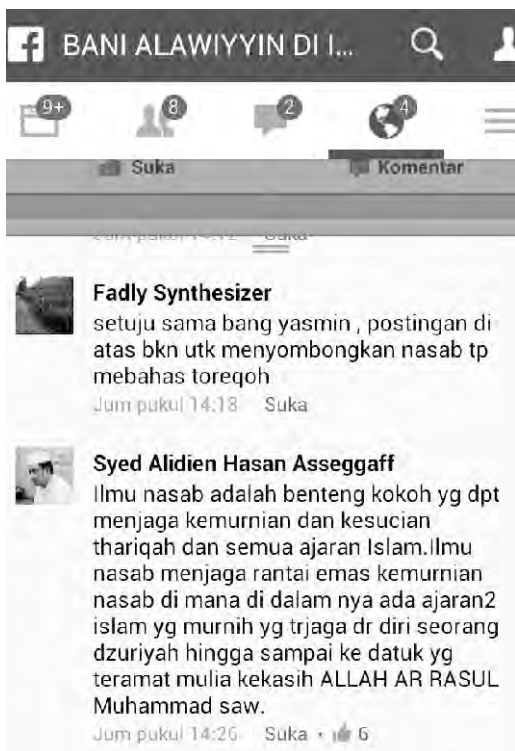 BANI ALAWIYYIN DI I...
9+ 8 2 4
Suka Komentar
Fadly Synthesizer
setuju sama bang yasmin , postingan di
atas bkn utk menyombongkan nasab tp
mebahas toreqoh
Jum pukul 14:18 Suka
Syed Alidien Hasan Asseggaff
Ilmu nasab adalah benteng kokoh yg dpt
menjaga kemurnian dan kesucian
thariqah dan semua ajaran Islam.Ilmu
nasab menjaga rantai emas kemurnian
nasab di mana di dalam nya ada ajaran2
islam yg murnih yg trjaga dr diri seorang
dzuriyah hingga sampai ke datuk yg
teramat mulia kekasih ALLAH AR RASUL
Muhammad saw.
Jum pukul 14:26 Suka · 6